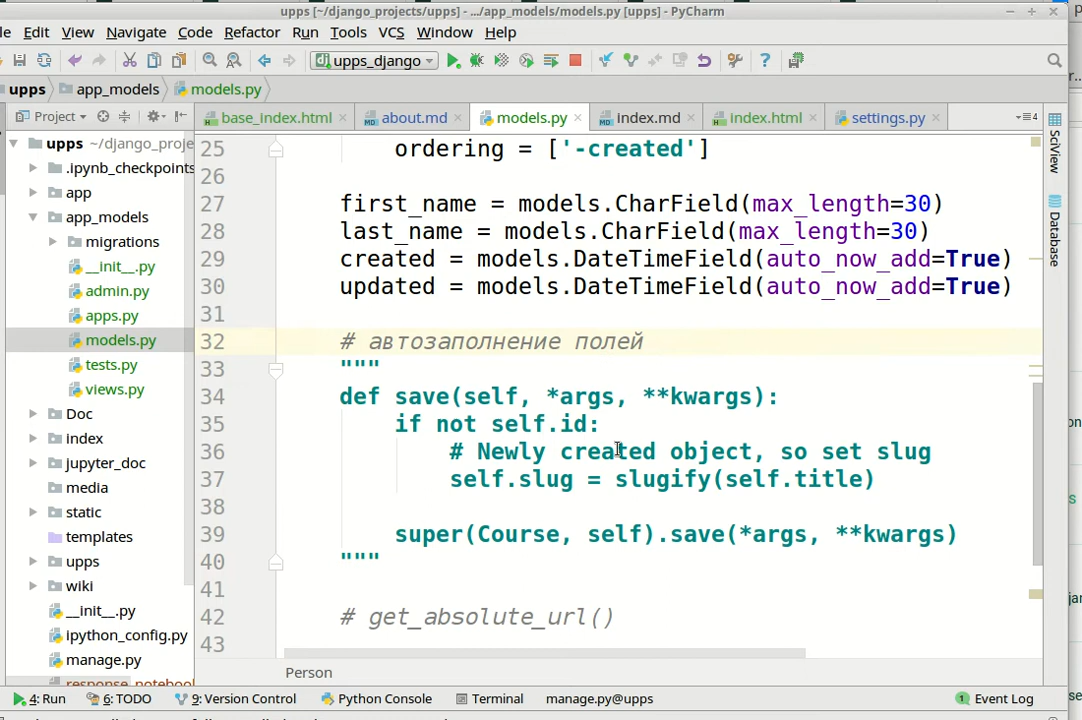 upps [~/django_projects/upps] - .../app_models/models.py [upps] - PyCharm
Edit View Navigate Code Refactor Run Tools VCS Window Help
upps_django
upps app_models models.py
Project base_index.html about.md models.py index.md index.html settings.py 4
upps ~/django_proje
.ipynb_checkpoints
app
app_models
migrations
__init__.py
admin.py
apps.py
models.py
tests.py
views.py
Doc
index
jupyter_doc
media
static
templates
upps
wiki
__init__.py
ipython_config.py
manage.py
25 ordering = ['-created']
26
27 first_name = models.CharField(max_length=30)
28 last_name = models.CharField(max_length=30)
29 created = models.DateTimeField(auto_now_add=True)
30 updated = models.DateTimeField(auto_now_add=True)
31
32 # автозаполнение полей
33 """
34 def save(self, *args, **kwargs):
35 if not self.id:
36 # Newly created object, so set slug
37 self.slug = slugify(self.title)
38
39 super(Course, self).save(*args, **kwargs)
40 """
41
42 # get_absolute_url()
43
Person
SciView
Database
4: Run 6: TODO 9: Version Control Python Console Terminal manage.py@upps 1 Event Log